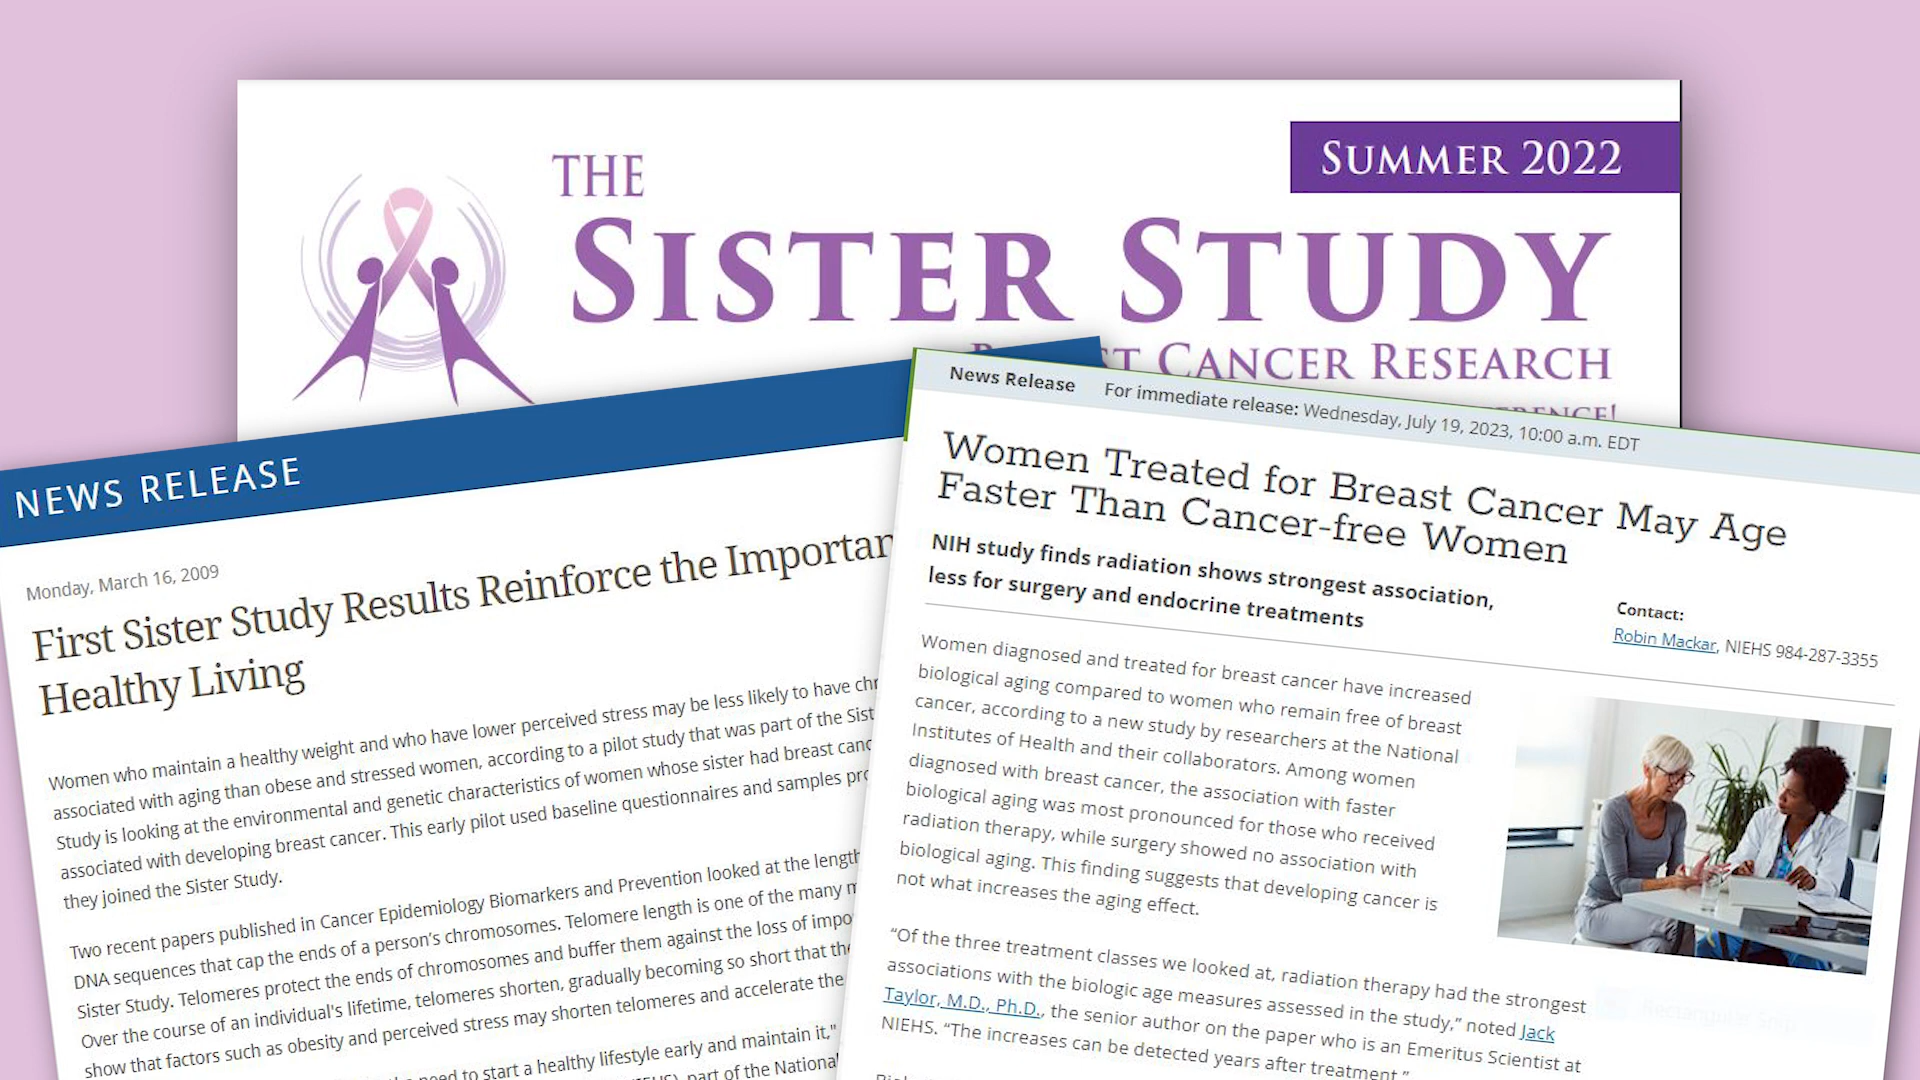 SUMMER 2022
THE
SISTER STUDY
CANCER RESEARCH
NEWS RELEASE
Monday, March 16, 2009
First Sister Study Results Reinforce the
Healthy Living
Women who maintain a healthy weight and who have lower perceived stress may be less likely to have
associated with aging than obese and stressed women, according to a pilot study that was part of the
Study is looking at the environmental and genetic characteristics of women whose sister had breast
associated with developing breast cancer. This early pilot used baseline questionnaires and samples
they joined the Sister Study.
Two recent papers published in Cancer Epidemiology Biomarkers and Prevention looked at the length
DNA sequences that cap the ends of a person's chromosomes. Telomere length is one of the many
Sister Study. Telomeres protect the ends of chromosomes and buffer them against the loss of
Over the course of an individual's lifetime, telomeres shorten, gradually becoming so short that
show that factors such as obesity and perceived stress may shorten telomeres and accelerate the
need to start a healthy lifestyle early and maintain it,"
part of the National
News Release For immediate release: Wednesday, July 19, 2023, 10:00 a.m. EDT
Women Treated for Breast Cancer May Age
Faster Than Cancer-free Women
NIH study finds radiation shows strongest association,
less for surgery and endocrine treatments
Contact:
Robin Mackar, NIEHS 984-287-3355
Women diagnosed and treated for breast cancer have increased
biological aging compared to women who remain free of breast
cancer, according to a new study by researchers at the National
Institutes of Health and their collaborators. Among women
diagnosed with breast cancer, the association with faster
biological aging was most pronounced for those who received
radiation therapy, while surgery showed no association with
biological aging. This finding suggests that developing cancer is
not what increases the aging effect.
“Of the three treatment classes we looked at, radiation therapy had the strongest
associations with the biologic age measures assessed in the study,” noted Jack
Taylor, M.D., Ph.D., the senior author on the paper who is an Emeritus Scientist at
NIEHS. “The increases can be detected years after treatment.”